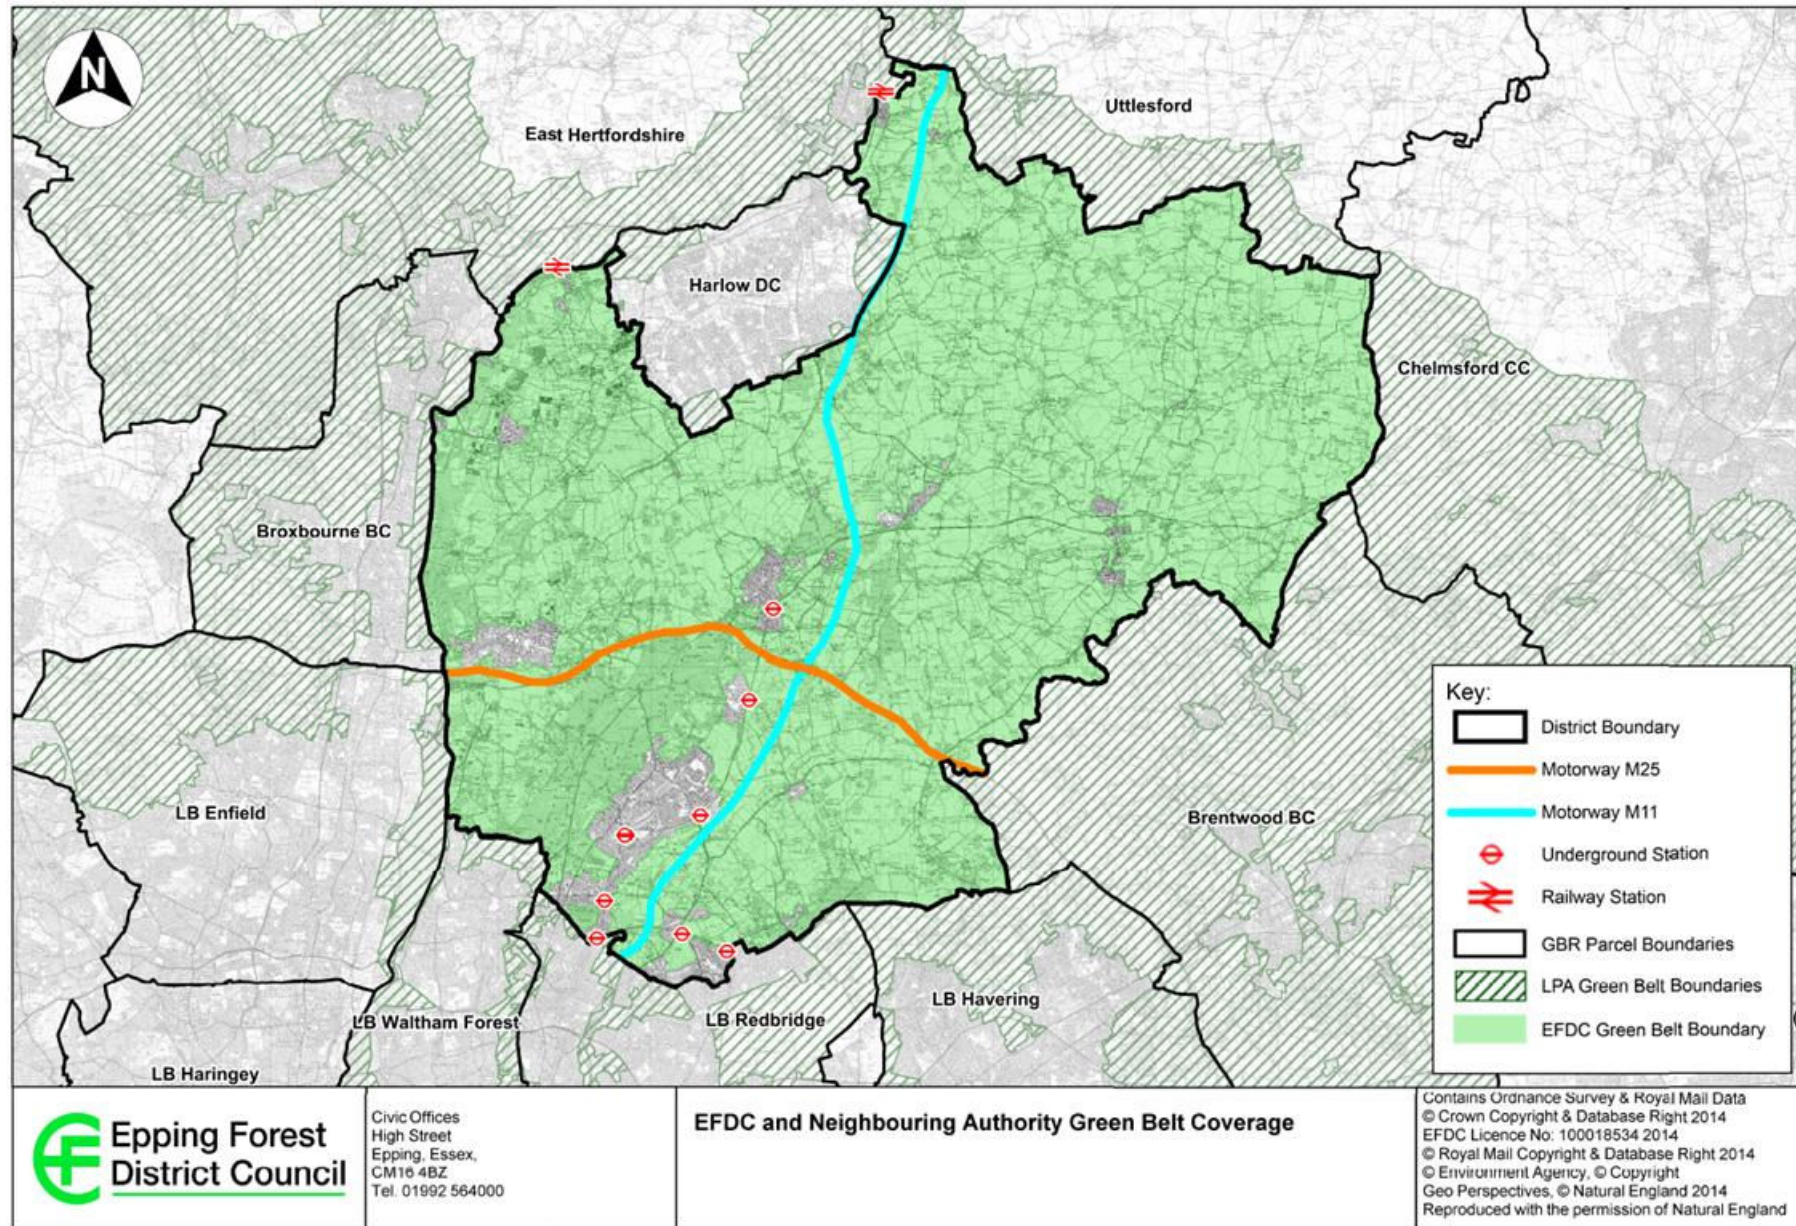 N
Uttlesford
East Hertfordshire
Harlow DC
Chelmsford CC
Broxbourne BC
LB Enfield
Brentwood BC
LB Havering
LB Redbridge
LB Waltham Forest
LB Haringey
Key:
District Boundary
Motorway M25
Motorway M11
Underground Station
Railway Station
GBR Parcel Boundaries
LPA Green Belt Boundaries
EFDC Green Belt Boundary
Epping Forest
District Council
Civic Offices
High Street
Epping, Essex,
CM16 4BZ
Tel. 01992 564000
EFDC and Neighbouring Authority Green Belt Coverage
Contains Ordnance Survey & Royal Mail Data
© Crown Copyright & Database Right 2014
EFDC Licence No: 100018534 2014
© Royal Mail Copyright & Database Right 2014
© Environment Agency, © Copyright
Geo Perspectives, © Natural England 2014
Reproduced with the permission of Natural England